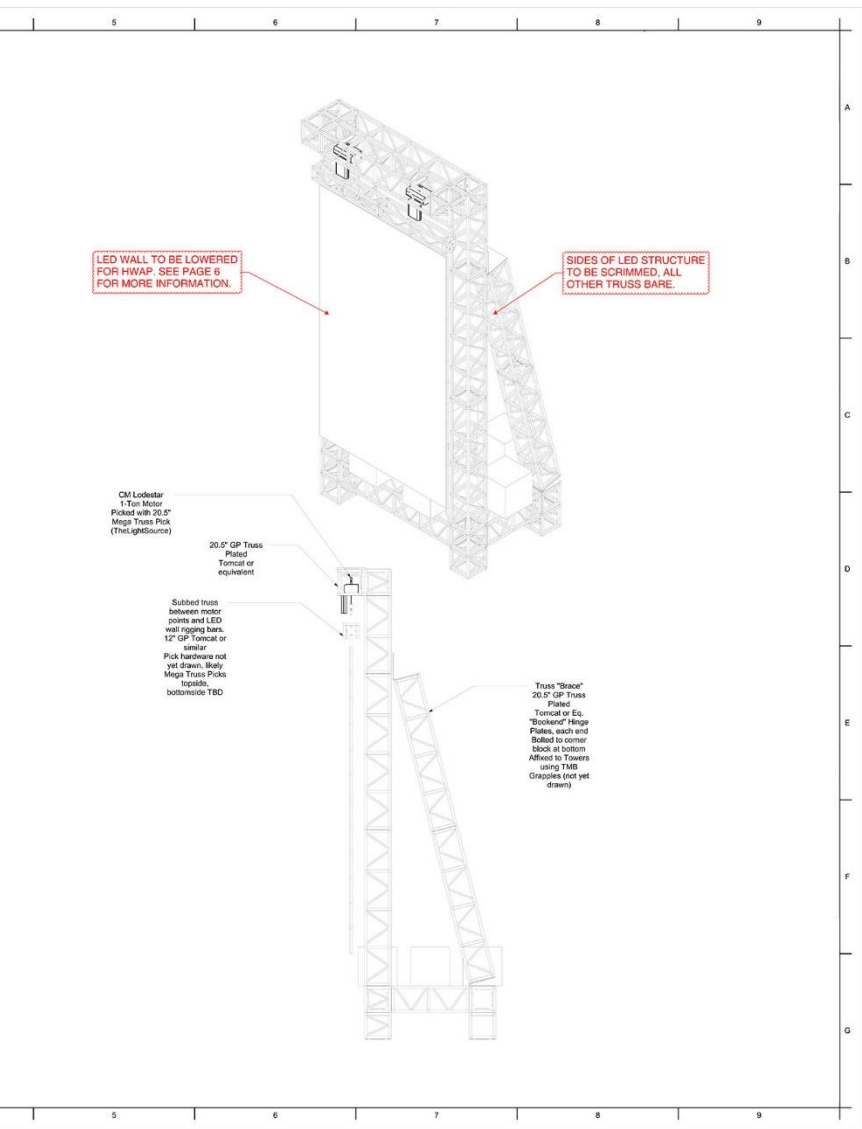 5 6 7 8 9
A
LED WALL TO BE LOWERED
FOR HWAP. SEE PAGE 6
FOR MORE INFORMATION.
SIDES OF LED STRUCTURE
TO BE SCRIMMED, ALL
OTHER TRUSS BARE.
B
C
CM Lodestar
1-Ton Motor
Picked with 20.5"
Mega Truss Pick
(TheLightSource)
20.5" GP Truss
Plated
Tomcat or
equivalent
D
Subbed truss
between motor
points and LED
wall rigging bars.
12" GP Tomcat or
similar
Pick hardware not
yet drawn, likely
Mega Truss Picks
topside,
bottomside TBD
Truss "Brace"
20.5" GP Truss
Plated
Tomcat or Eq.
"Bookend" Hinge
Plates, each end
Bolted to corner
block at bottom
Affixed to Towers
using TMB
Grapples (not yet
drawn)
E
F
G
5 6 7 8 9